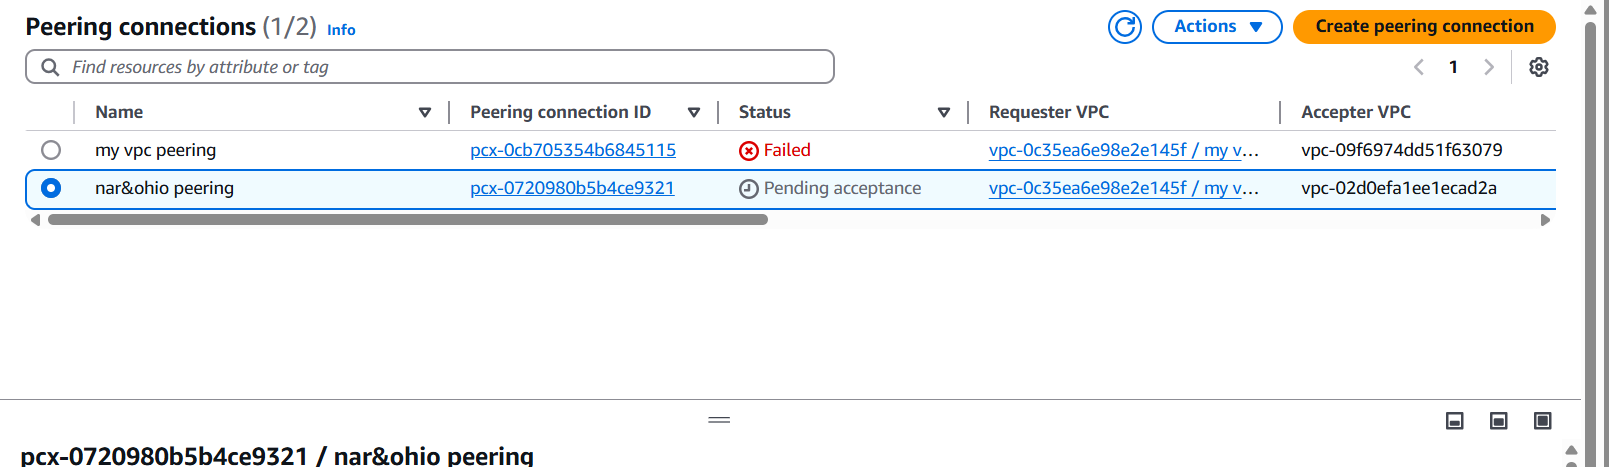 Peering connections (1/2) Info
Actions
Create peering connection
Find resources by attribute or tag
1
Name Peering connection ID Status Requester VPC Accepter VPC
my vpc peering pcx-0cb705354b6845115 Failed vpc-0c35ea6e98e2e145f / my v… vpc-09f6974dd51f63079
nar&ohio peering pcx-0720980b5b4ce9321 Pending acceptance vpc-0c35ea6e98e2e145f / my v… vpc-02d0efa1ee1ecad2a
pcx-0720980b5b4ce9321 / nar&ohio peering